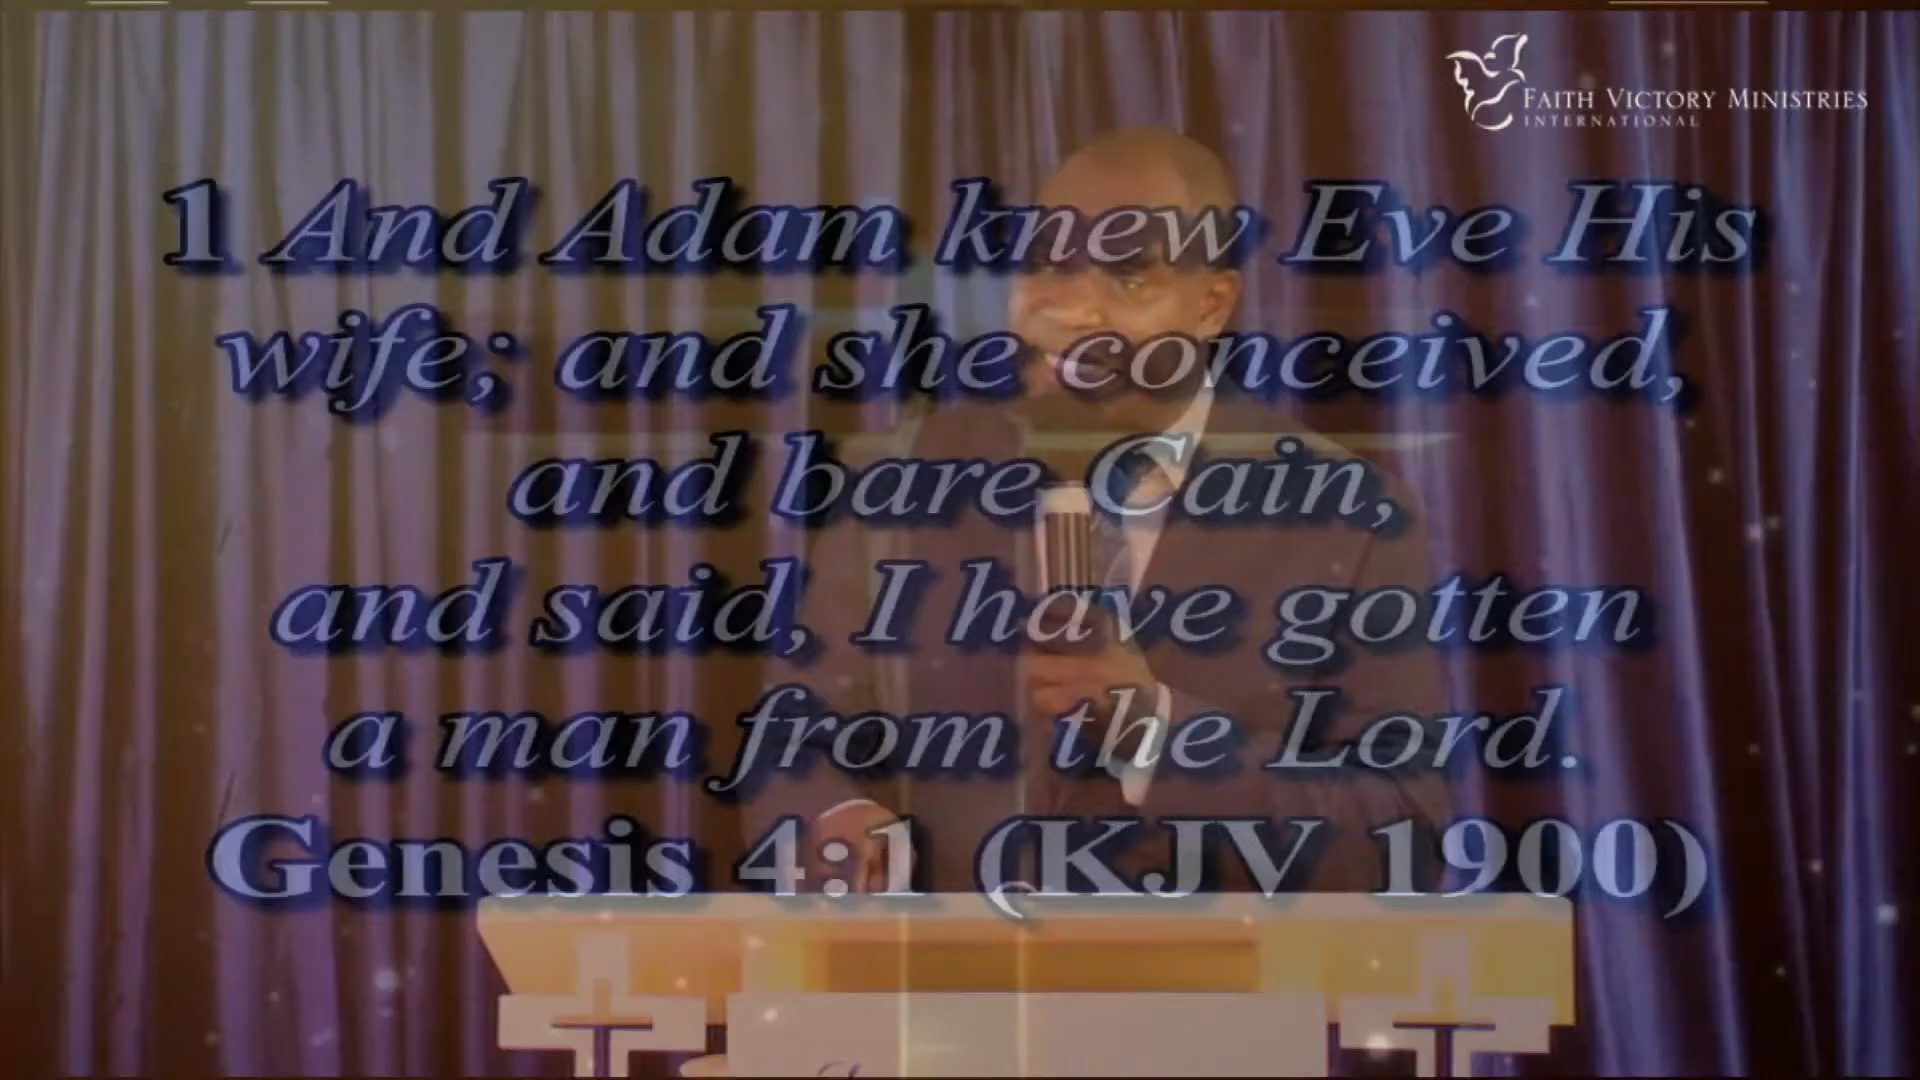 FAITH VICTORY MINISTRIES
INTERNATIONAL
1 And Adam knew Eve His
wife; and she conceived,
and bare Cain,
and said, I have gotten
a man from the Lord.
Genesis 4:1 (KJV 1900)